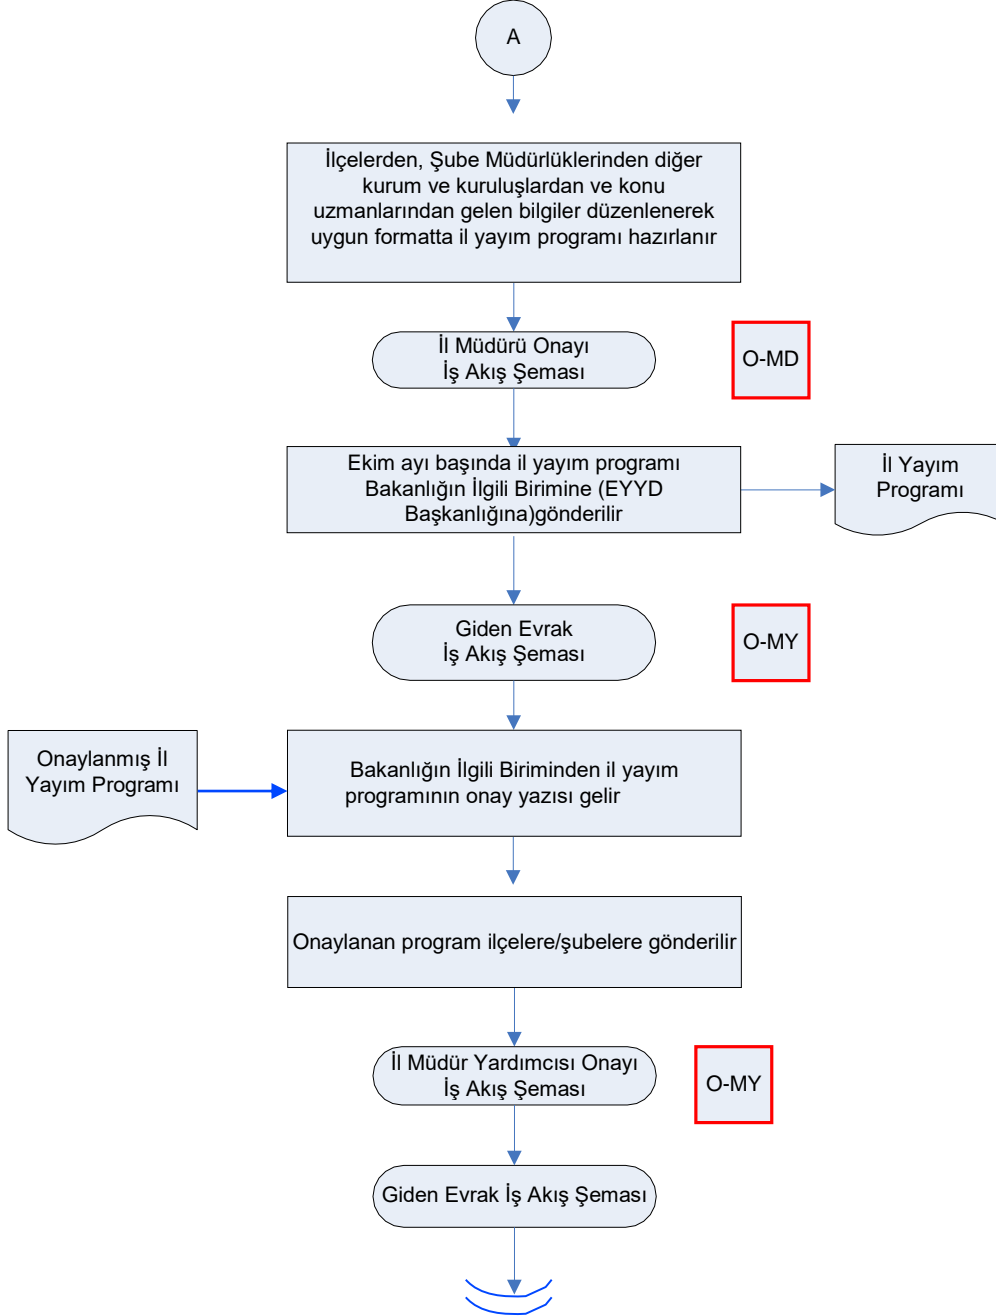 A
İlçelerden, Şube Müdürlüklerinden diğer
kurum ve kuruluşlardan ve konu
uzmanlarından gelen bilgiler düzenlenerek
uygun formatta il yayım programı hazırlanır
İl Müdürü Onayı
İş Akış Şeması
O-MD
Ekim ayı başında il yayım programı
Bakanlığın İlgili Birimine (EYYD
Başkanlığına)gönderilir
İl Yayım
Programı
Giden Evrak
İş Akış Şeması
O-MY
Onaylanmış İl
Yayım Programı
Bakanlığın İlgili Biriminden il yayım
programının onay yazısı gelir
Onaylanan program ilçelere/şubelere gönderilir
İl Müdür Yardımcısı Onayı
İş Akış Şeması
O-MY
Giden Evrak İş Akış Şeması